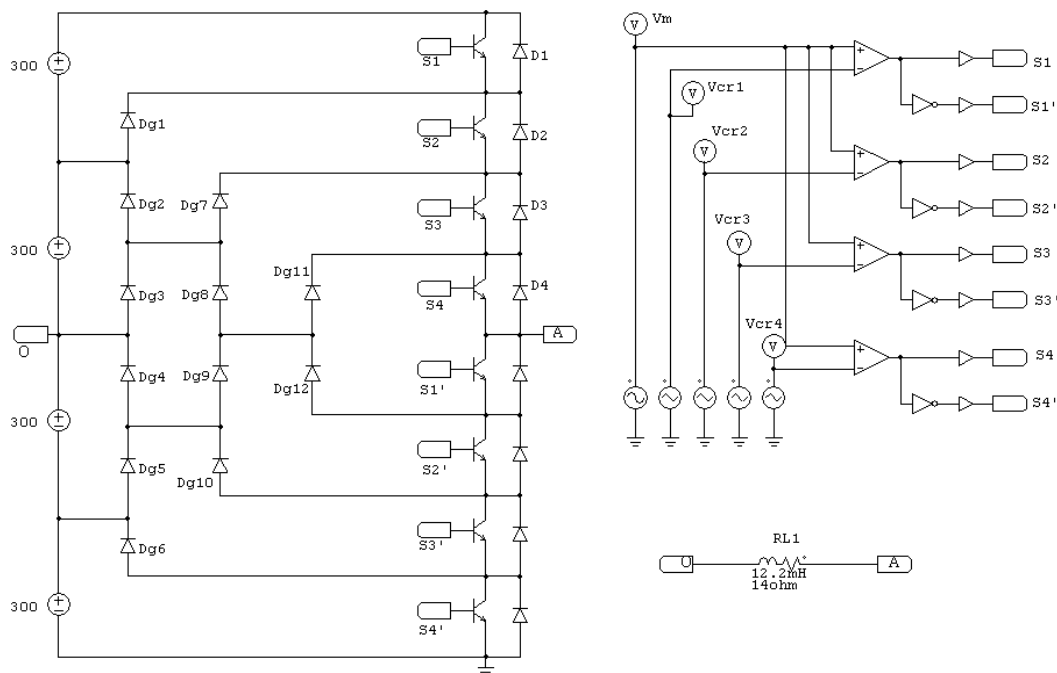 300
300
300
300
O
Dg1
Dg2
Dg3
Dg4
Dg5
Dg6
Dg7
Dg8
Dg9
Dg10
Dg11
Dg12
S1
S2
S3
S4
S1'
S2'
S3'
S4'
D1
D2
D3
D4
A
V Vm
V Vcr1
V Vcr2
V Vcr3
V Vcr4
S1
S1'
S2
S2'
S3
S3'
S4
S4'
RL1
O
A
12.2mH
14ohm